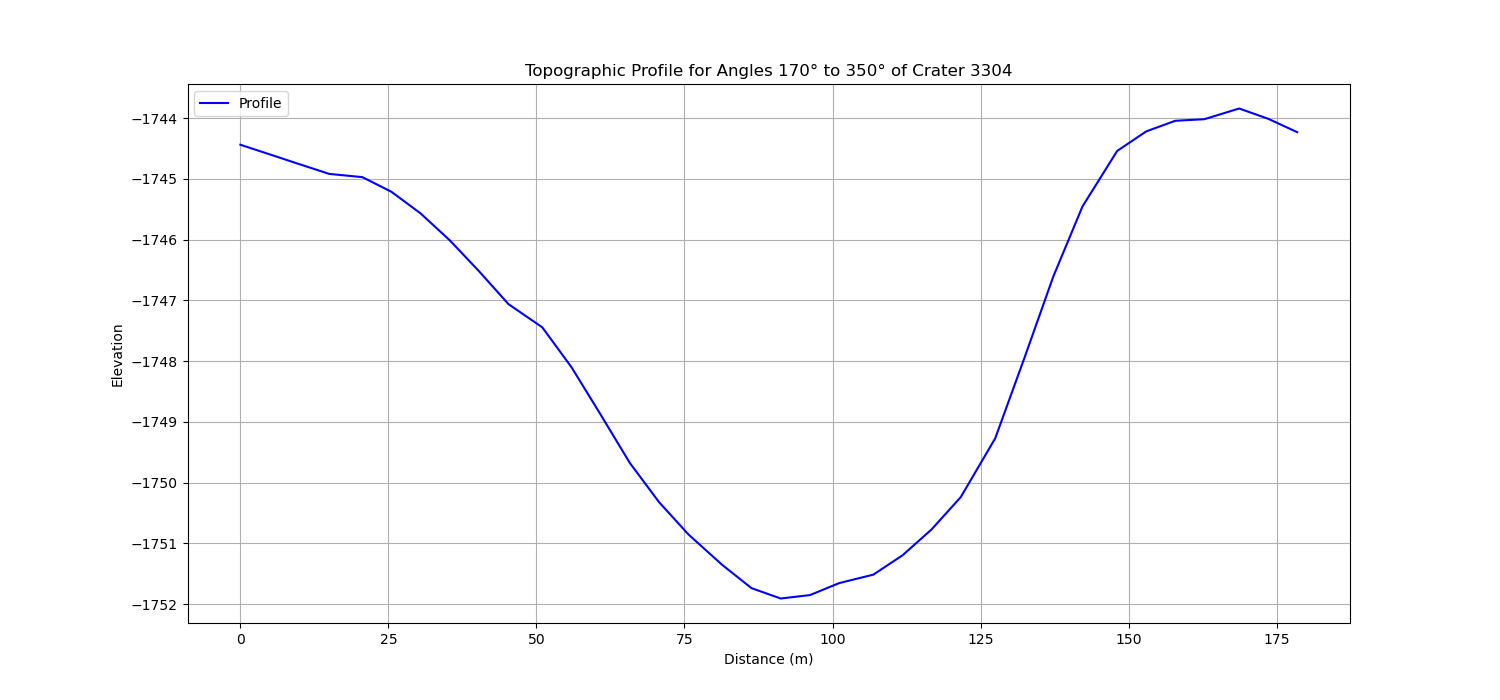 Topographic Profile for Angles 170° to 350° of Crater 3304
Profile
−1744
−1745
−1746
−1747
−1748
−1749
−1750
−1751
−1752
Elevation
0 25 50 75 100 125 150 175
Distance (m)